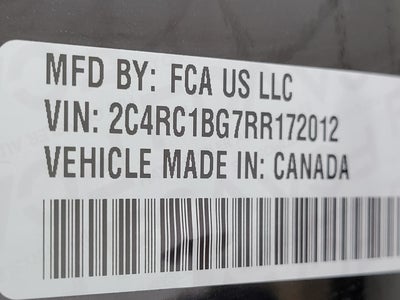 MFD BY: FCA US LLC
VIN: 2C4RC1BG7RR172012
VEHICLE MADE IN: CANADA